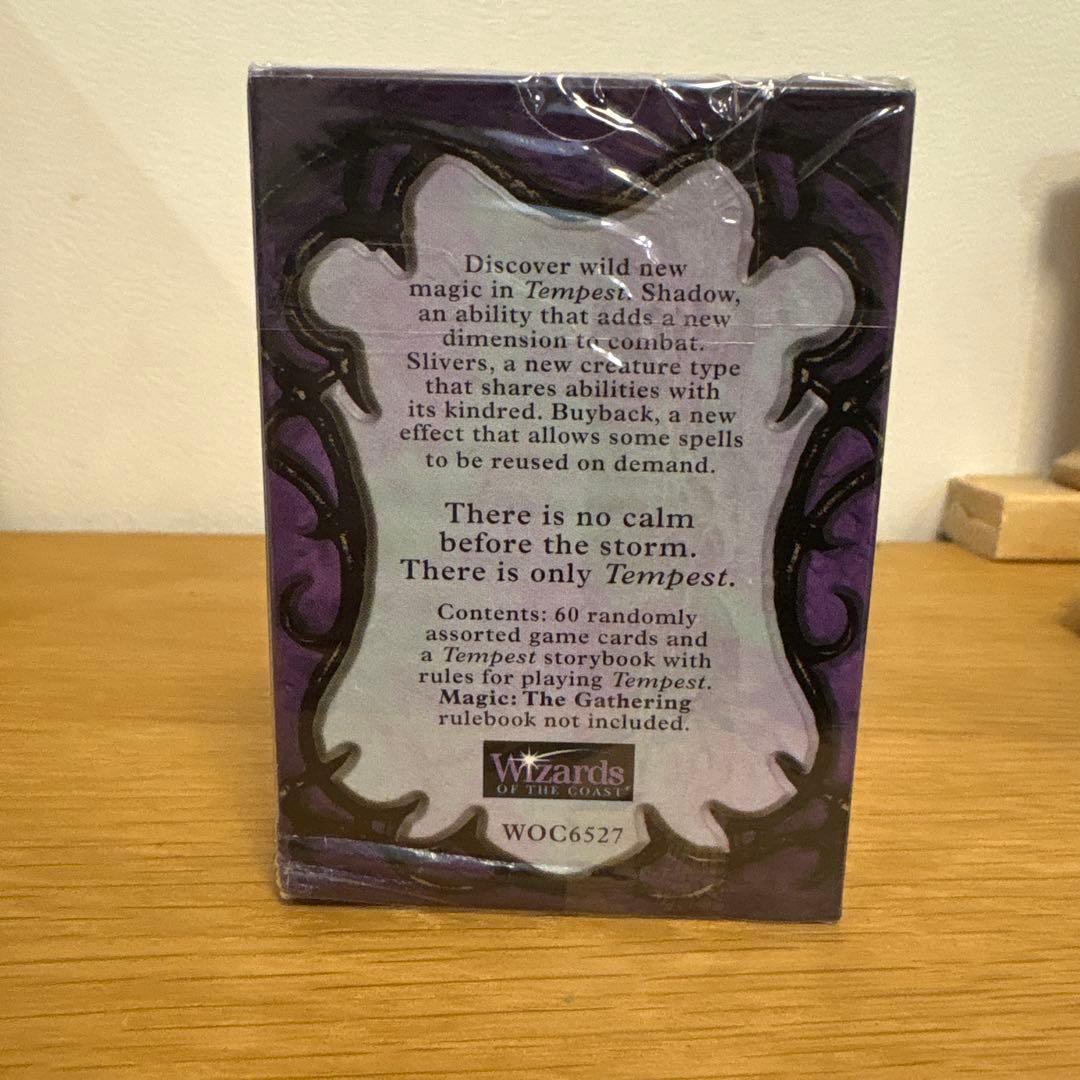 Discover wild new
magic in Tempest. Shadow,
an ability that adds a new
dimension to combat.
Slivers, a new creature type
that shares abilities with
its kindred. Buyback, a new
effect that allows some spells
to be reused on demand.
There is no calm
before the storm.
There is only Tempest.
Contents: 60 randomly
assorted game cards and
a Tempest storybook with
rules for playing Tempest.
Magic: The Gathering
rulebook not included.
Wizards
OF THE COAST®
WOC6527